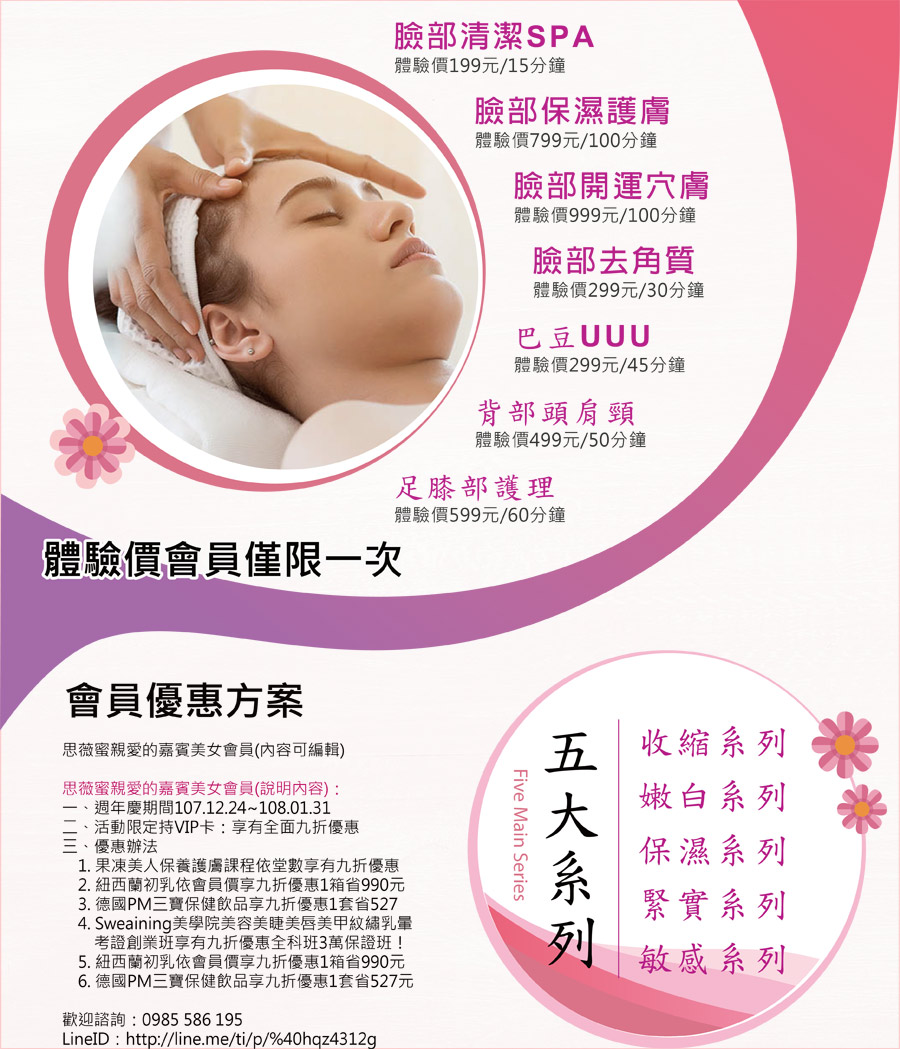 臉部清潔SPA
體驗價199元/15分鐘
臉部保濕護膚
體驗價799元/100分鐘
臉部開運穴膚
體驗價999元/100分鐘
臉部去角質
體驗價299元/30分鐘
巴豆UUU
體驗價299元/45分鐘
背部頭肩頸
體驗價499元/50分鐘
足膝部護理
體驗價599元/60分鐘
體驗價會員僅限一次
會員優惠方案
思薇蜜親愛的嘉賓美女會員(內容可編輯)
思薇蜜親愛的嘉賓美女會員(說明內容)：
一、週年慶期間107.12.24~108.01.31
二、活動限定持VIP卡：享有全面九折優惠
三、優惠辦法
1. 果凍美人保養護膚課程依堂數享有九折優惠
2. 紐西蘭初乳依會員價享九折優惠1箱省990元
3. 德國PM三寶保健飲品享九折優惠1套省527
4. Sweaining美學院美容美睫美唇美甲紋繡乳暈
考證創業班享有九折優惠全科班3萬保證班！
5. 紐西蘭初乳依會員價享九折優惠1箱省990元
6. 德國PM三寶保健飲品享九折優惠1套省527元
歡迎諮詢：0985 586 195
LineID：http://line.me/ti/p/%40hqz4312g
五大系列
Five Main Series
收縮系列
嫩白系列
保濕系列
緊實系列
敏感系列